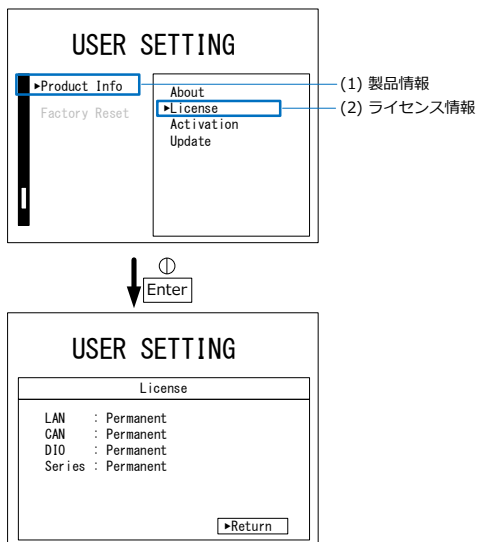 USER SETTING
▶Product Info
Factory Reset
About
▶License
Activation
Update
(1) 製品情報
(2) ライセンス情報
Enter
USER SETTING
License
LAN : Permanent
CAN : Permanent
DIO : Permanent
Series : Permanent
▶Return